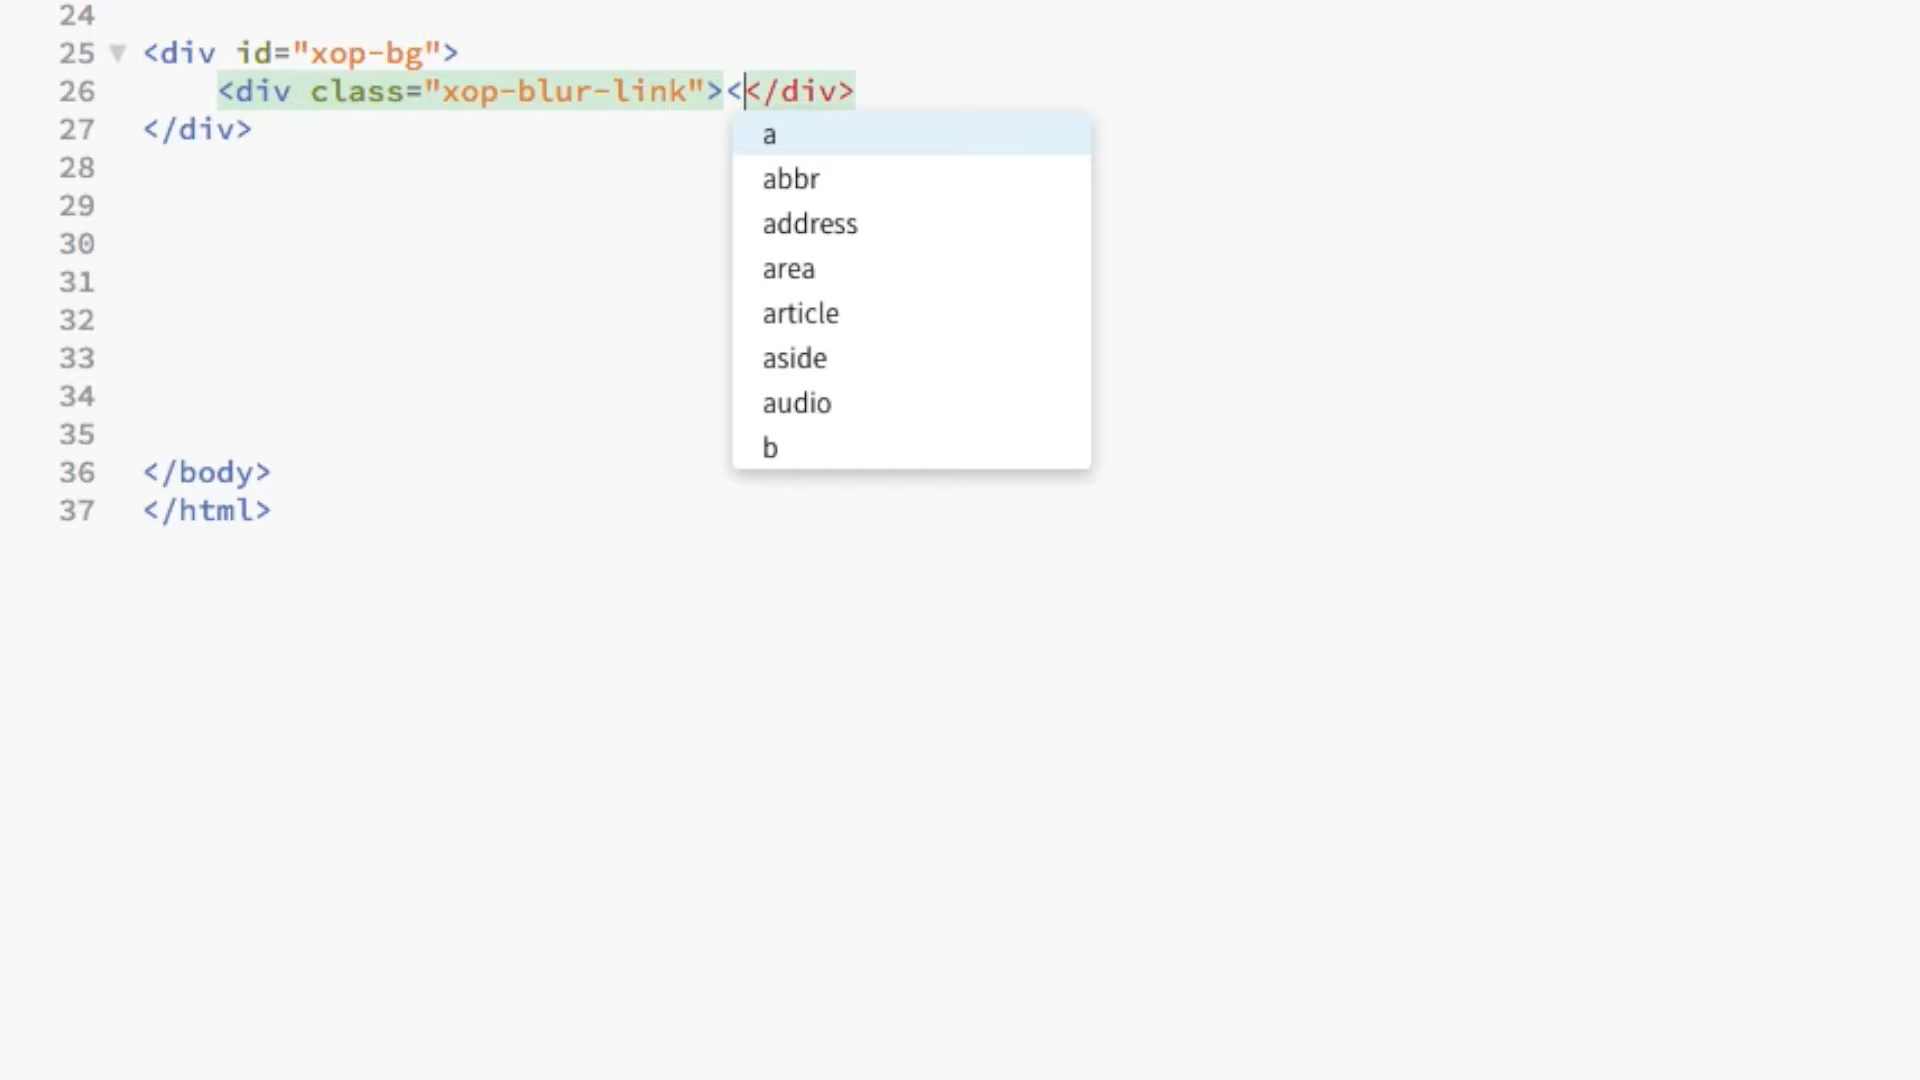 24
25 ▼ <div id="xop-bg">
26 <div class="xop-blur-link"><</div>
27 </div>
a
abbr
address
area
article
aside
audio
b
28
29
30
31
32
33
34
35
36 </body>
37 </html>